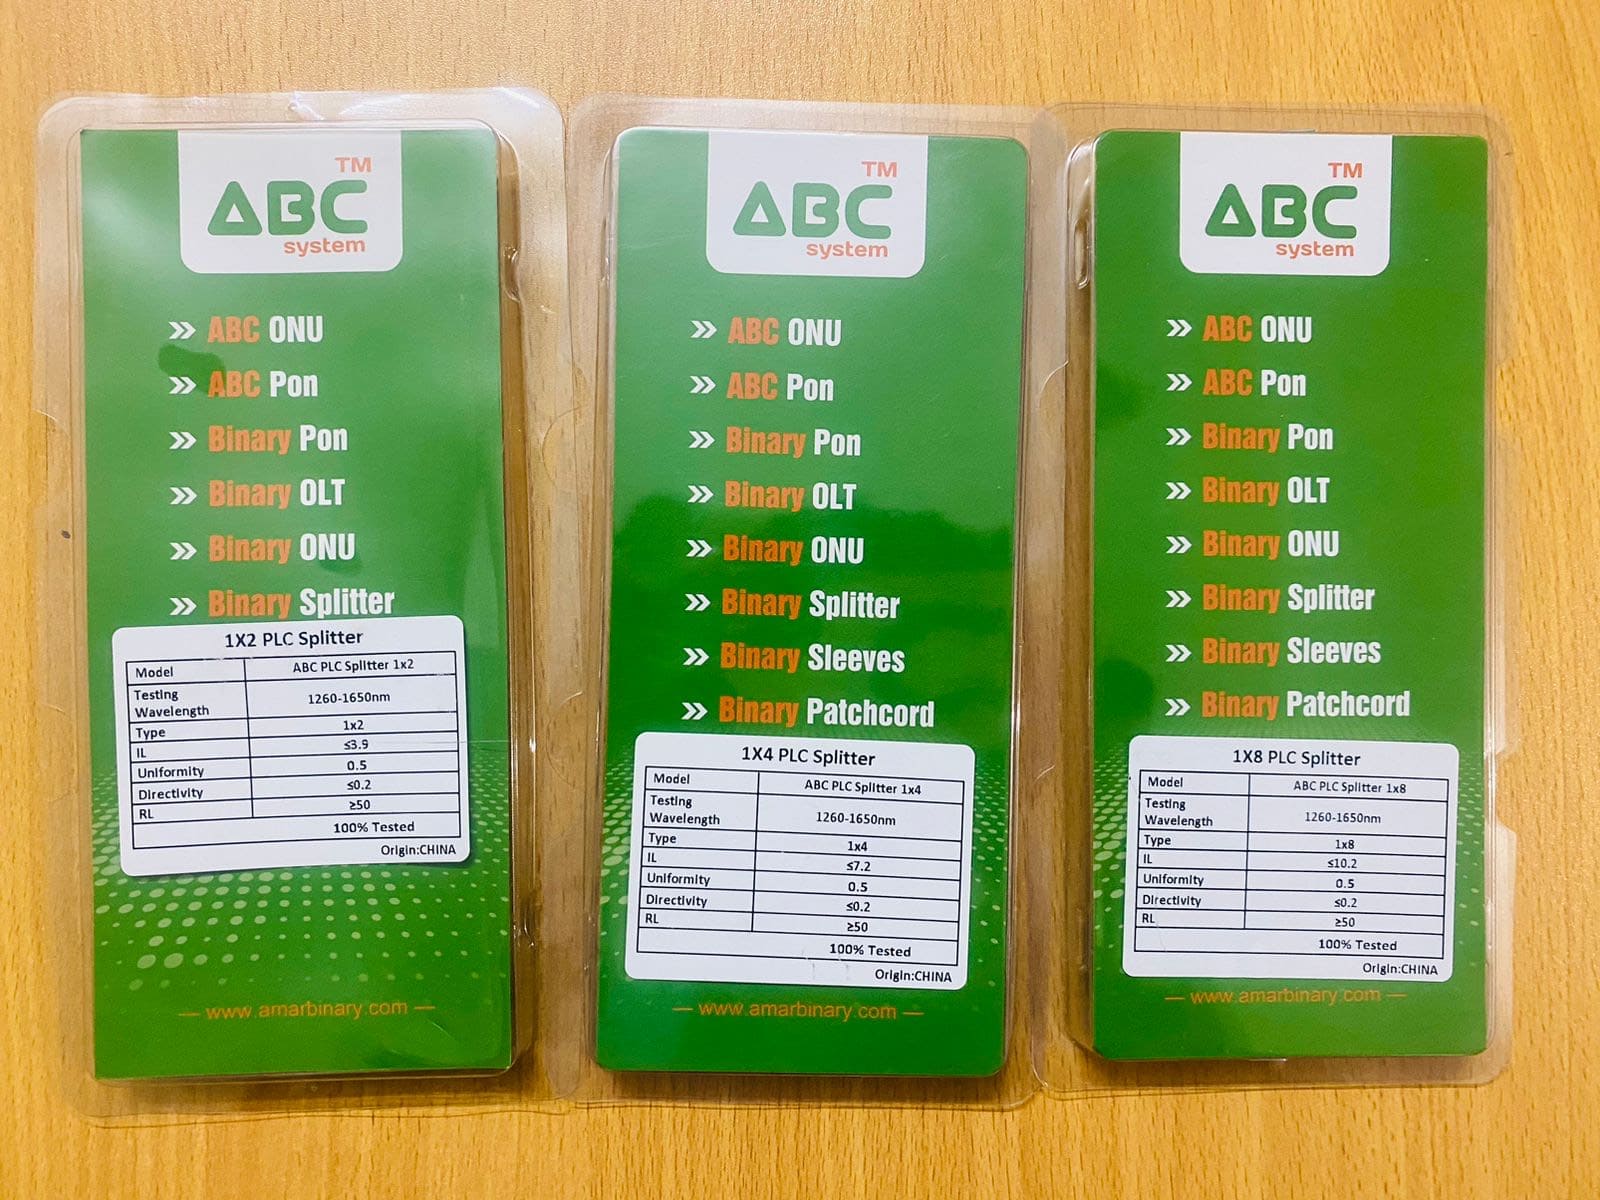 TM
ABC
system
ABC ONU
ABC Pon
Binary Pon
Binary OLT
Binary ONU
Binary Splitter
1X2 PLC Splitter
Model ABC PLC Splitter 1x2
Testing Wavelength 1260-1650nm
Type 1x2
IL ≤3.9
Uniformity 0.5
Directivity ≤0.2
RL ≥50
100% Tested
Origin:CHINA
www.amarbinary.com
TM
ABC
system
ABC ONU
ABC Pon
Binary Pon
Binary OLT
Binary ONU
Binary Splitter
Binary Sleeves
Binary Patchcord
1X4 PLC Splitter
Model ABC PLC Splitter 1x4
Testing Wavelength 1260-1650nm
Type 1x4
IL ≤7.2
Uniformity 0.5
Directivity ≤0.2
RL ≥50
100% Tested
Origin:CHINA
www.amarbinary.com
TM
ABC
system
ABC ONU
ABC Pon
Binary Pon
Binary OLT
Binary ONU
Binary Splitter
Binary Sleeves
Binary Patchcord
1X8 PLC Splitter
Model ABC PLC Splitter 1x8
Testing Wavelength 1260-1650nm
Type 1x8
IL ≤10.2
Uniformity 0.5
Directivity ≤0.2
RL ≥50
100% Tested
Origin:CHINA
www.amarbinary.com